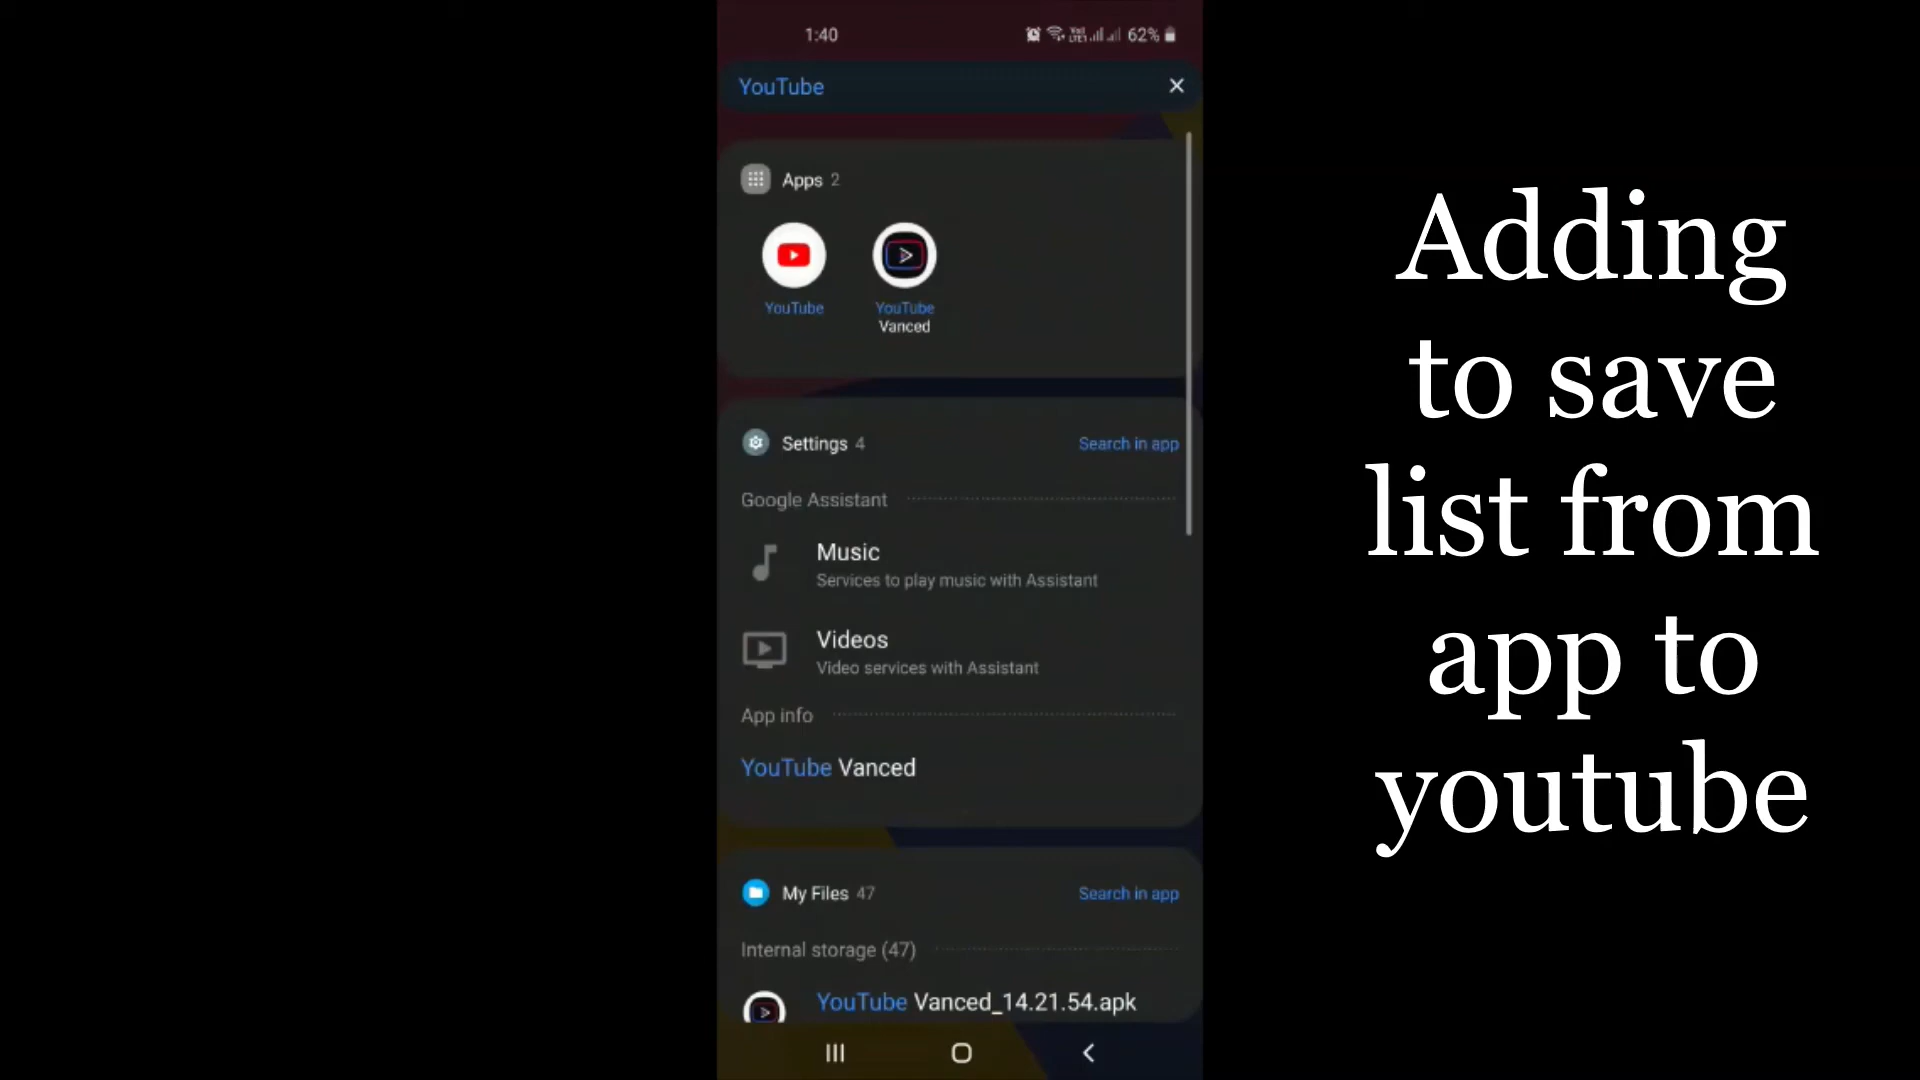 1:40
62%
YouTube
Apps 2
YouTube
YouTube
Vanced
Settings 4
Search in app
Google Assistant
Music
Services to play music with Assistant
Videos
Video services with Assistant
App info
YouTube Vanced
My Files 47
Search in app
Internal storage (47)
YouTube Vanced_14.21.54.apk
Adding
to save
list from
app to
youtube